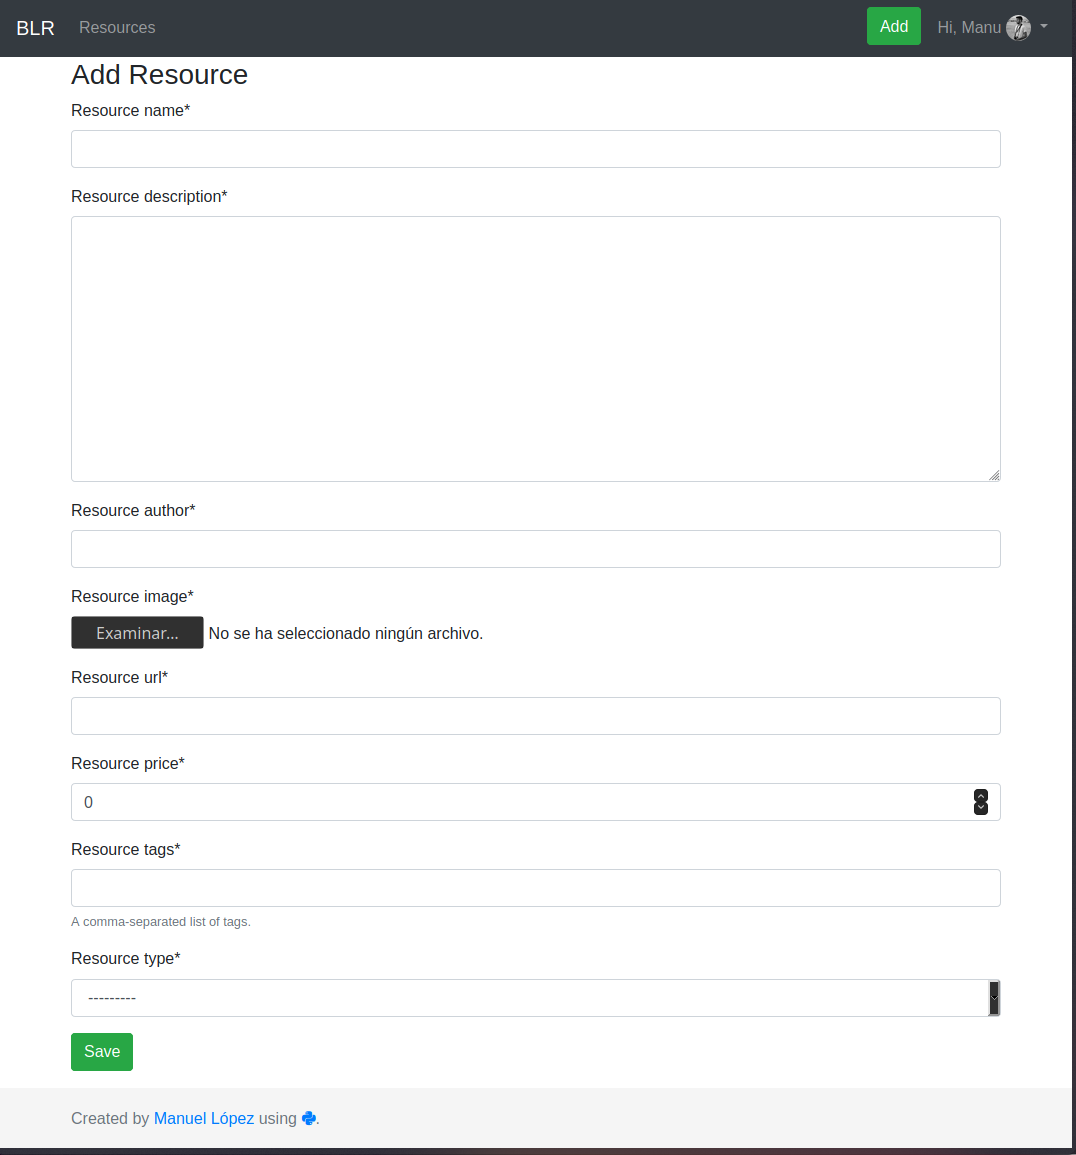 BLR Resources Add Hi, Manu
Add Resource
Resource name*
Resource description*
Resource author*
Resource image*
Examinar... No se ha seleccionado ningún archivo.
Resource url*
Resource price*
0
Resource tags*
A comma-separated list of tags.
Resource type*
---------
Save
Created by Manuel López using .